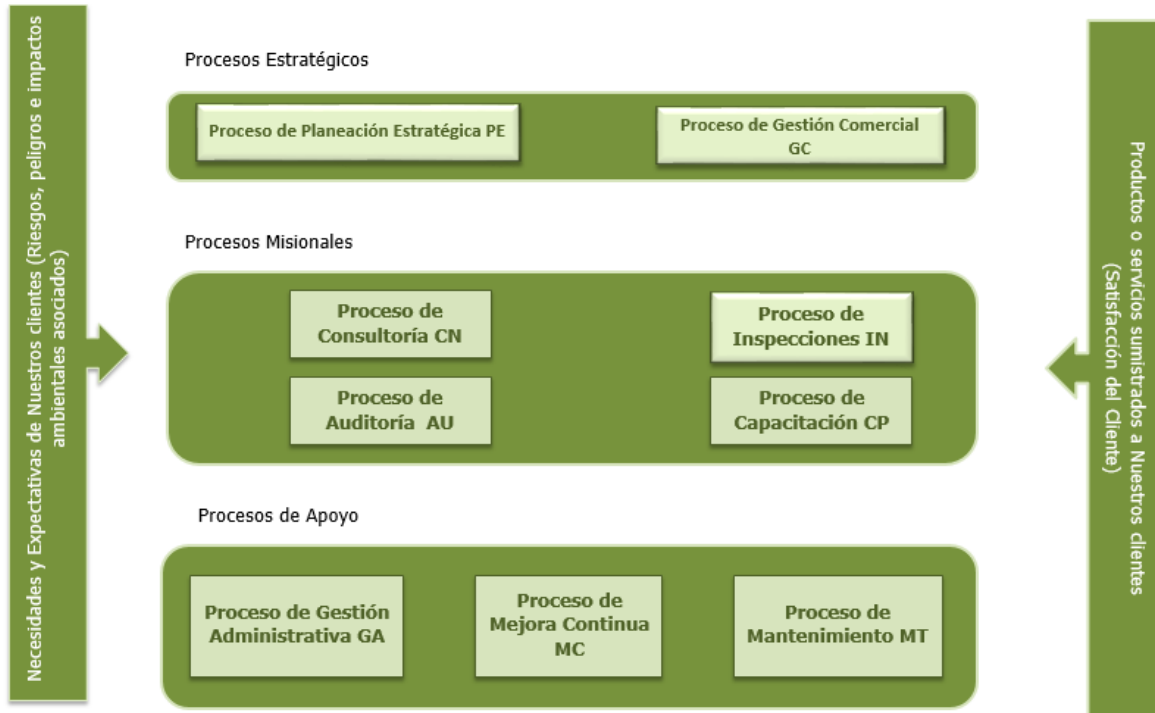 Necesidades y Expectativas de Nuestros clientes (Riesgos, peligros e impactos
ambientales asociados)
Procesos Estratégicos
Proceso de Planeación Estratégica PE
Proceso de Gestión Comercial
GC
Procesos Misionales
Proceso de
Consultoría CN
Proceso de
Inspecciones IN
Proceso de
Auditoría AU
Proceso de
Capacitación CP
Procesos de Apoyo
Proceso de Gestión
Administrativa GA
Proceso de
Mejora Continua
MC
Proceso de
Mantenimiento MT
Productos o servicios sumistrados a Nuestros clientes
(Satisfacción del Cliente)